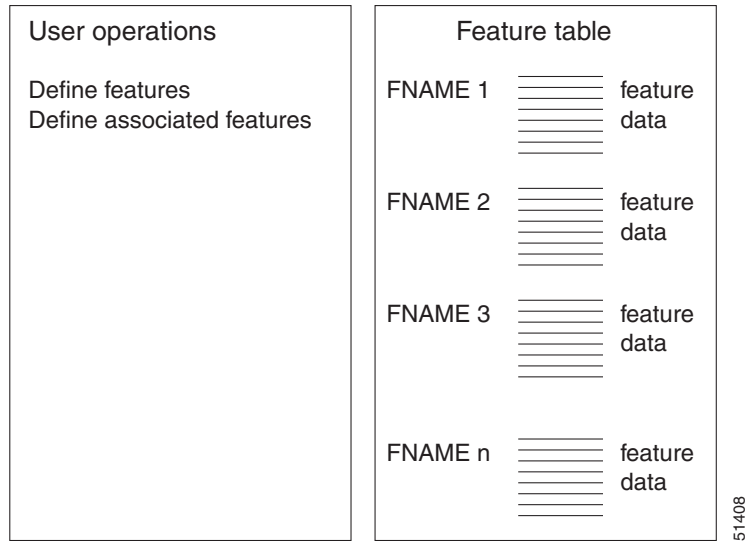 User operations
Define features
Define associated features
Feature table
FNAME 1 feature
data
FNAME 2 feature
data
FNAME 3 feature
data
FNAME n feature
data
51408